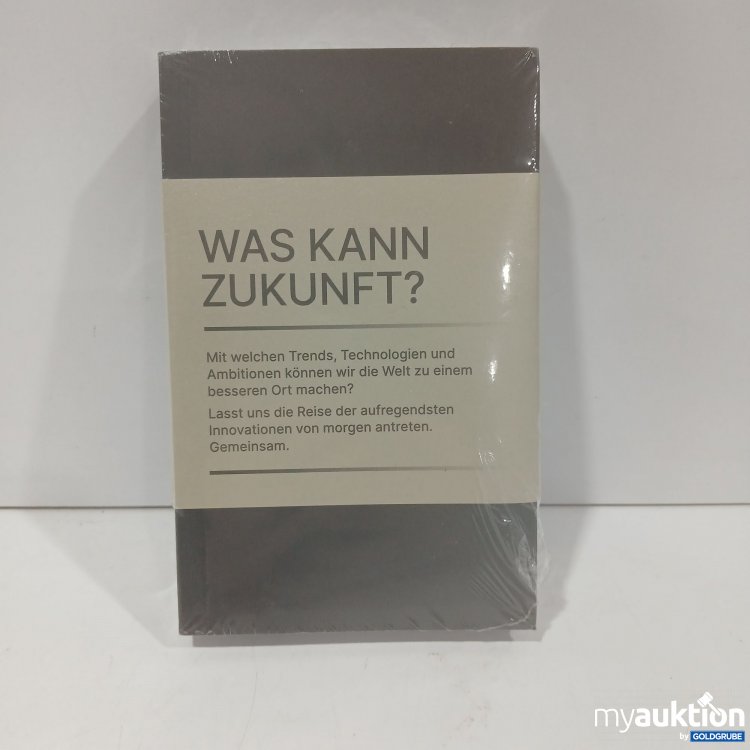 WAS KANN
ZUKUNFT?
Mit welchen Trends, Technologien und
Ambitionen können wir die Welt zu einem
besseren Ort machen?
Lasst uns die Reise der aufregendsten
Innovationen von morgen antreten.
Gemeinsam.
myauktion
by GOLDGRUBE